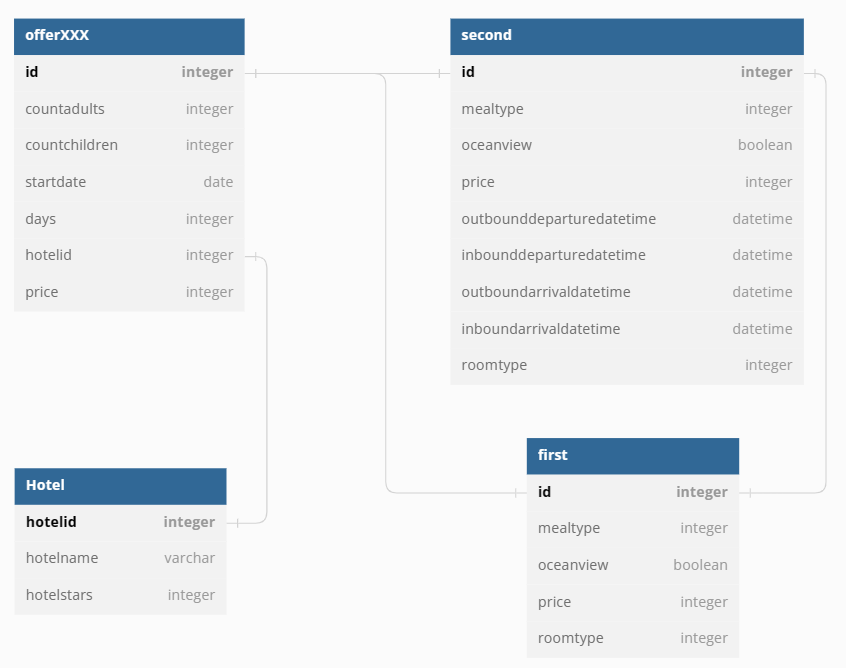 offerXXX
id integer
countadults integer
countchildren integer
startdate date
days integer
hotelid integer
price integer
second
id integer
mealtype integer
oceanview boolean
price integer
outbounddeparturedatetime datetime
inbounddeparturedatetime datetime
outboundarrivaldatetime datetime
inboundarrivaldatetime datetime
roomtype integer
Hotel
hotelid integer
hotelname varchar
hotelstars integer
first
id integer
mealtype integer
oceanview boolean
price integer
roomtype integer